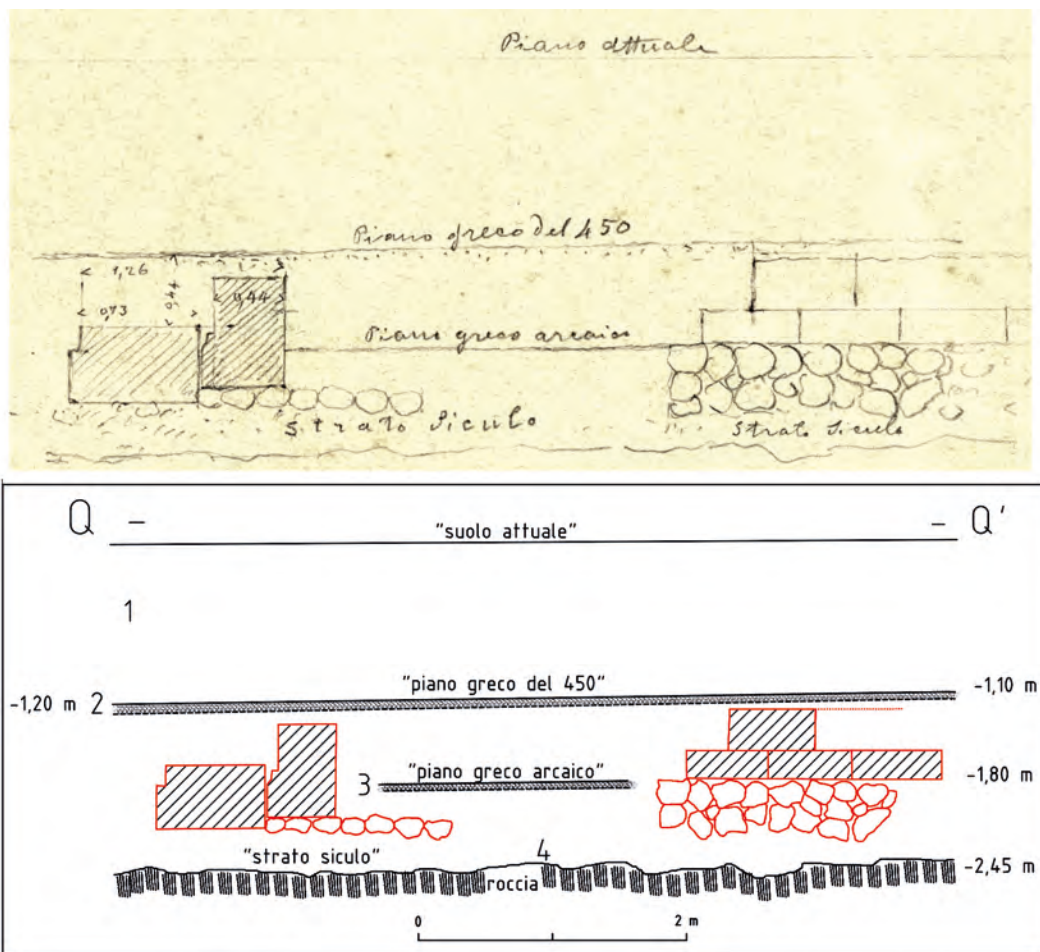 Piano attuale
Piano greco del 450
1,26
0,73
0,44
0,44
Piano greco arcaico
Strato Siculo
Strato Siculo
Q – – Q'
"suolo attuale"
1
"piano greco del 450"
-1,10 m
-1,20 m 2
3 "piano greco arcaico"
-1,80 m
"strato siculo" 4
roccia
-2,45 m
0 2 m